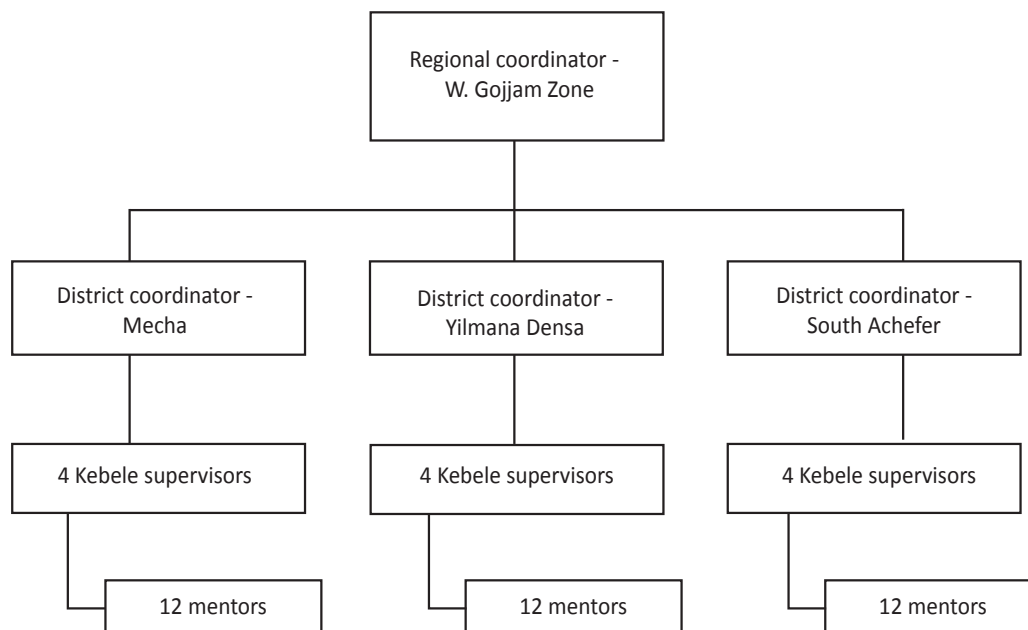 Regional coordinator -
W. Gojjam Zone
District coordinator -
Mecha
District coordinator -
Yilmana Densa
District coordinator -
South Achefer
4 Kebele supervisors
4 Kebele supervisors
4 Kebele supervisors
12 mentors
12 mentors
12 mentors